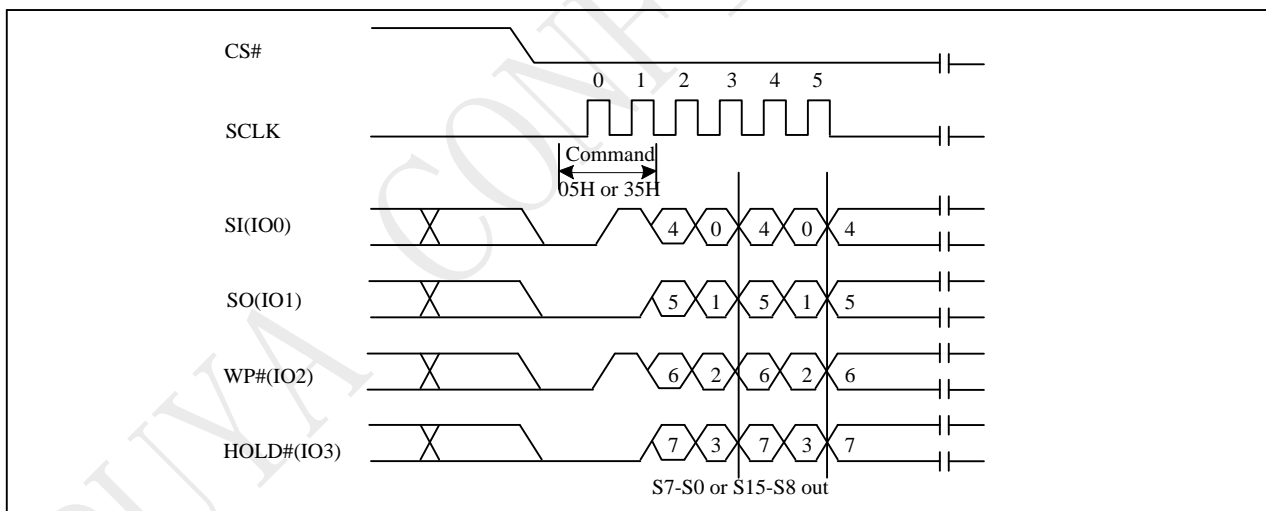 CS#
0 1 2 3 4 5
SCLK
Command
05H or 35H
SI(IO0) 4 0 4 0 4
SO(IO1) 5 1 5 1 5
WP#(IO2) 6 2 6 2 6
HOLD#(IO3) 7 3 7 3 7
S7-S0 or S15-S8 out
PUYA CONF